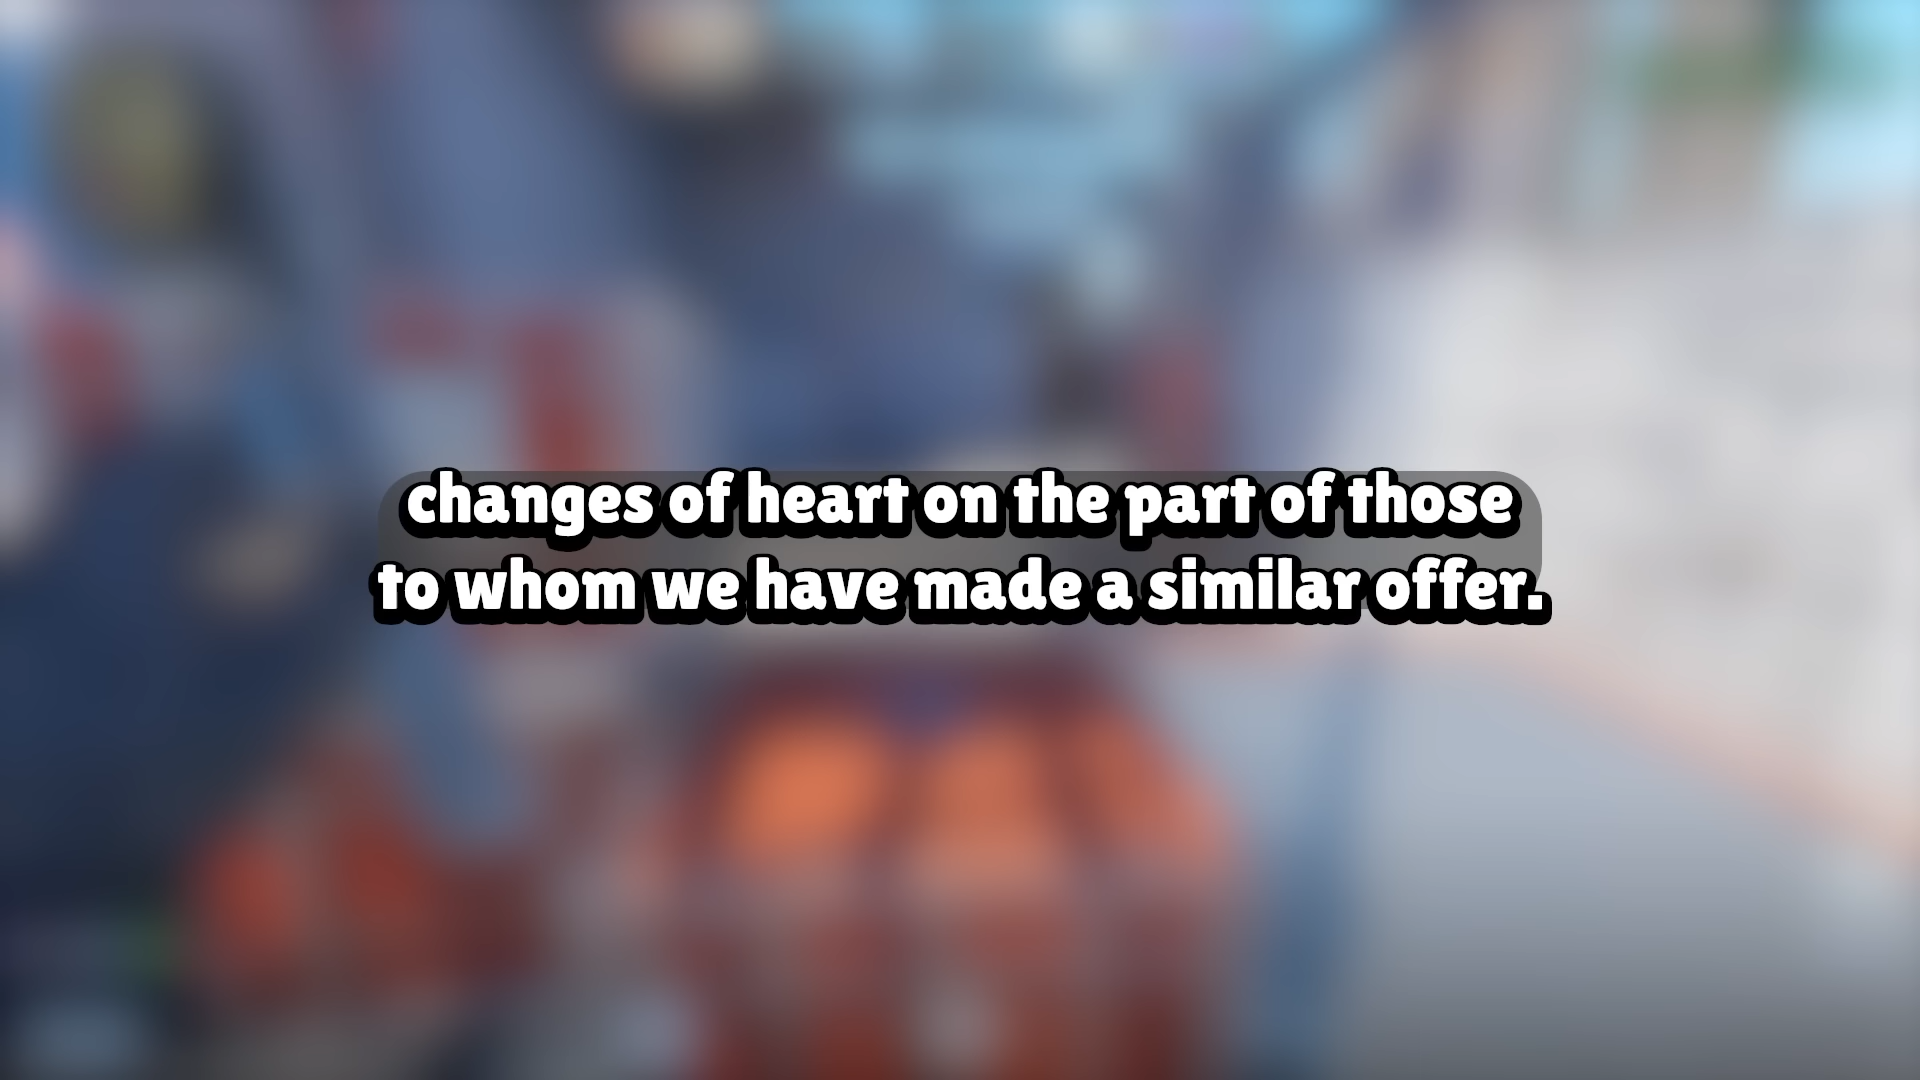 changes of heart on the part of those
to whom we have made a similar offer.